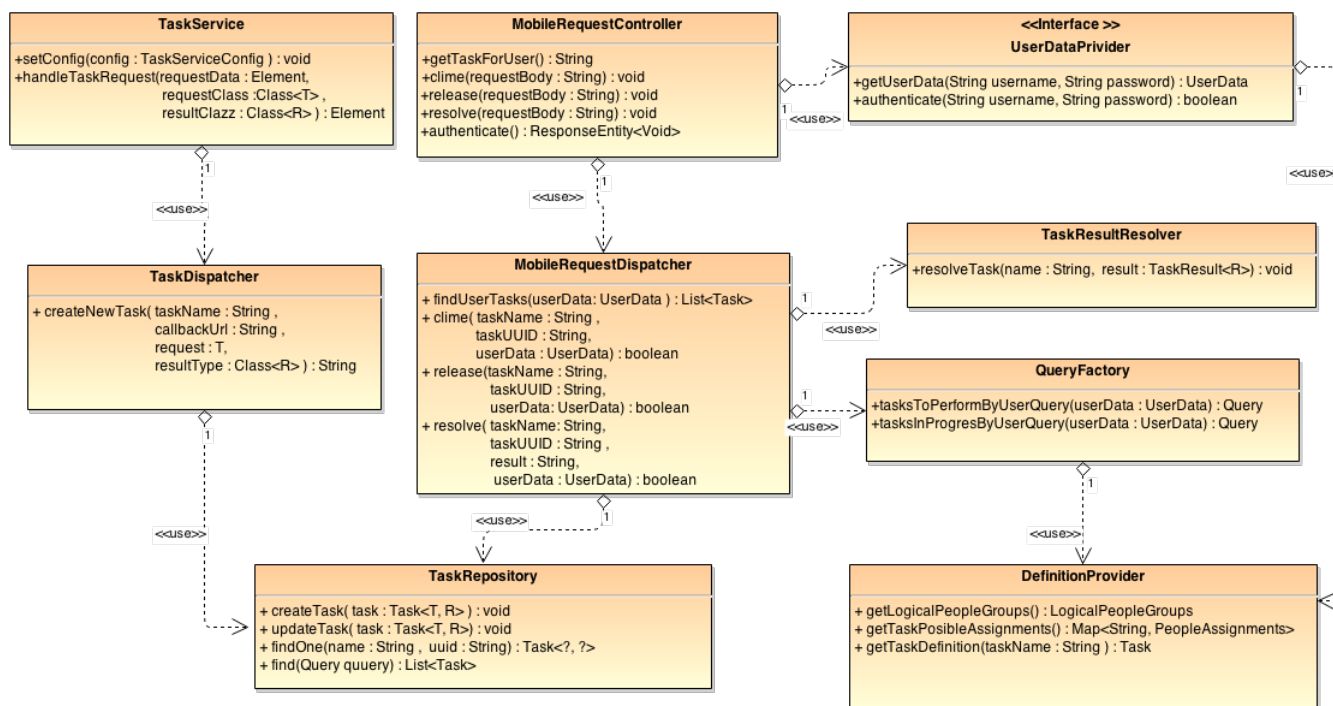 TaskService
+setConfig(config : TaskServiceConfig ) : void
+handleTaskRequest(requestData : Element,
requestClass :Class<T> ,
resultClazz : Class<R> ) : Element
1
<<use>>
MobileRequestController
+getTaskForUser() : String
+clime(requestBody : String) : void
+release(requestBody : String) : void
+resolve(requestBody : String) : void
+authenticate() : ResponseEntity<Void>
1
<<use>>
1
<<use>>
<<Interface >>
UserDataPrivider
+getUserData(String username, String password) : UserData
+authenticate(String username, String password) : boolean
1
<<use>>
TaskDispatcher
+ createNewTask( taskName : String ,
callbackUrl : String ,
request : T,
resultType : Class<R> ) : String
1
<<use>>
MobileRequestDispatcher
+ findUserTasks(userData: UserData ) : List<Task>
+ clime( taskName : String ,
taskUUID : String,
userData : UserData) : boolean
+ release(taskName : String,
taskUUID : String,
userData: UserData) : boolean
+ resolve( taskName: String,
taskUUID : String ,
result : String,
userData : UserData) : boolean
1
<<use>>
1
<<use>>
1
<<use>>
TaskResultResolver
+resolveTask(name : String, result : TaskResult<R>) : void
QueryFactory
+tasksToPerformByUserQuery(userData : UserData) : Query
+tasksInProgresByUserQuery(userData : UserData) : Query
1
<<use>>
TaskRepository
+ createTask( task : Task<T, R> ) : void
+ updateTask( task : Task<T, R>) : void
+ findOne(name : String , uuid : String) : Task<?, ?>
+ find(Query quuery) : List<Task>
DefinitionProvider
+ getLogicalPeopleGroups() : LogicalPeopleGroups
+ getTaskPosibleAssignments() : Map<String, PeopleAssignments>
+ getTaskDefinition(taskName : String ) : Task